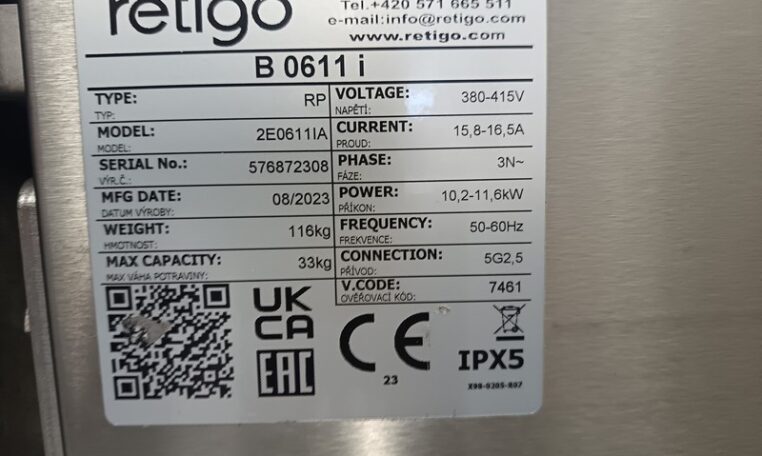 retigo
Tel.+420 571 665 511
e-mail:info@retigo.com
www.retigo.com
B 0611 i
TYPE: RP
TYP:
MODEL: 2E0611IA
MODEL:
SERIAL No.: 576872308
VÝR.Č.:
MFG DATE: 08/2023
DATUM VÝROBY:
WEIGHT: 116kg
HMOTNOST:
MAX CAPACITY: 33kg
MAX VÁHA POTRAVINY:
VOLTAGE: 380-415V
NAPĚTÍ:
CURRENT: 15,8-16,5A
PROUD:
PHASE: 3N~
FÁZE:
POWER: 10,2-11,6kW
PŘÍKON:
FREQUENCY: 50-60Hz
FREKVENCE:
CONNECTION: 5G2,5
PŘÍVOD:
V.CODE: 7461
OVĚŘOVACÍ KÓD:
UK
CA
EAC
CE
23
IPX5
X98-0205-R07